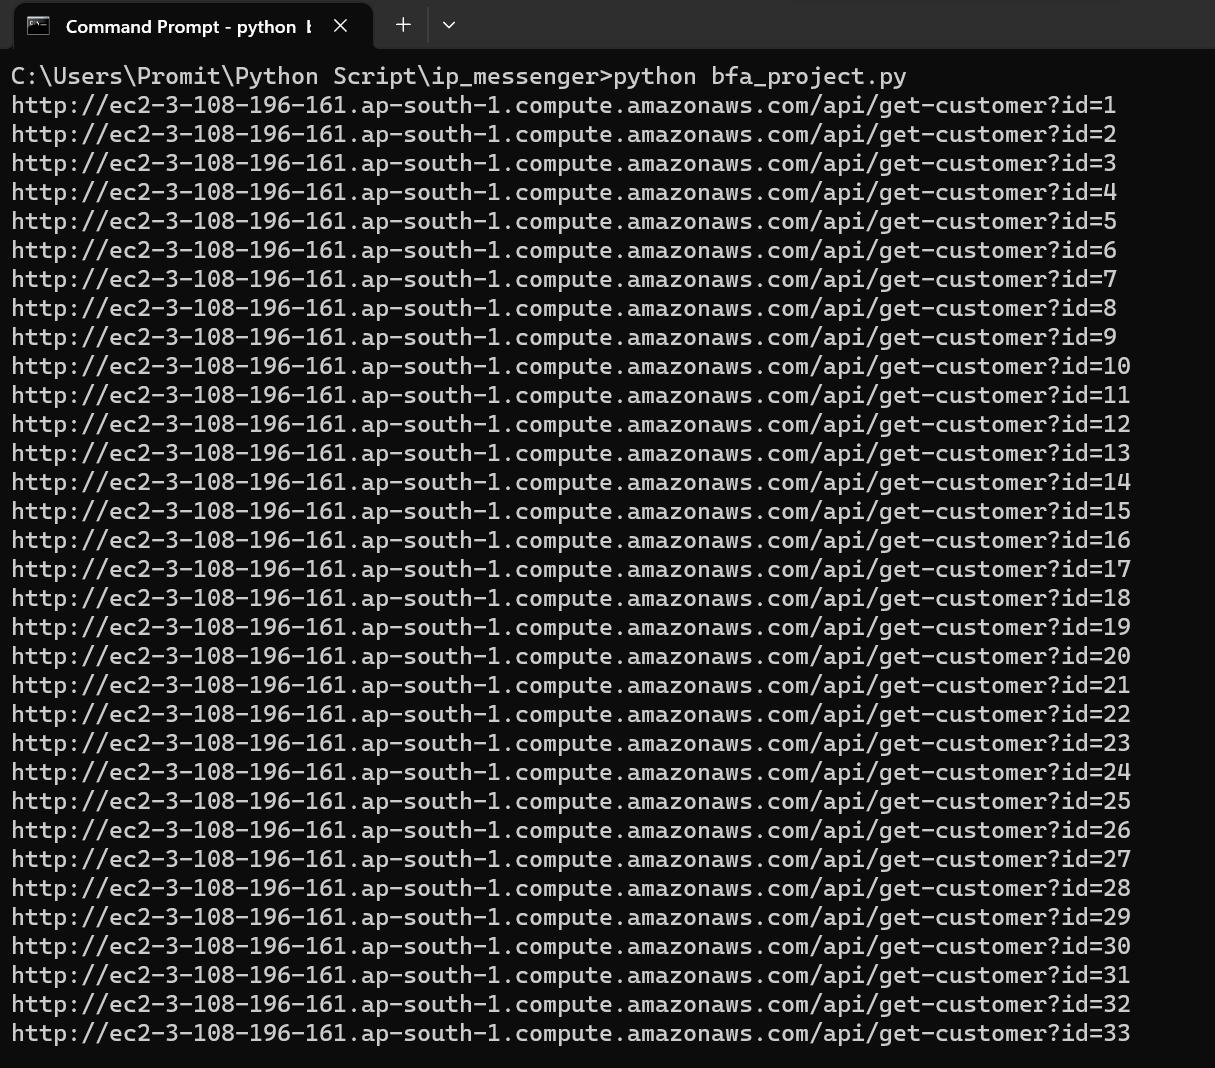 Command Prompt - python
C:\Users\Promit\Python Script\ip_messenger>python bfa_project.py
http://ec2-3-108-196-161.ap-south-1.compute.amazonaws.com/api/get-customer?id=1
http://ec2-3-108-196-161.ap-south-1.compute.amazonaws.com/api/get-customer?id=2
http://ec2-3-108-196-161.ap-south-1.compute.amazonaws.com/api/get-customer?id=3
http://ec2-3-108-196-161.ap-south-1.compute.amazonaws.com/api/get-customer?id=4
http://ec2-3-108-196-161.ap-south-1.compute.amazonaws.com/api/get-customer?id=5
http://ec2-3-108-196-161.ap-south-1.compute.amazonaws.com/api/get-customer?id=6
http://ec2-3-108-196-161.ap-south-1.compute.amazonaws.com/api/get-customer?id=7
http://ec2-3-108-196-161.ap-south-1.compute.amazonaws.com/api/get-customer?id=8
http://ec2-3-108-196-161.ap-south-1.compute.amazonaws.com/api/get-customer?id=9
http://ec2-3-108-196-161.ap-south-1.compute.amazonaws.com/api/get-customer?id=10
http://ec2-3-108-196-161.ap-south-1.compute.amazonaws.com/api/get-customer?id=11
http://ec2-3-108-196-161.ap-south-1.compute.amazonaws.com/api/get-customer?id=12
http://ec2-3-108-196-161.ap-south-1.compute.amazonaws.com/api/get-customer?id=13
http://ec2-3-108-196-161.ap-south-1.compute.amazonaws.com/api/get-customer?id=14
http://ec2-3-108-196-161.ap-south-1.compute.amazonaws.com/api/get-customer?id=15
http://ec2-3-108-196-161.ap-south-1.compute.amazonaws.com/api/get-customer?id=16
http://ec2-3-108-196-161.ap-south-1.compute.amazonaws.com/api/get-customer?id=17
http://ec2-3-108-196-161.ap-south-1.compute.amazonaws.com/api/get-customer?id=18
http://ec2-3-108-196-161.ap-south-1.compute.amazonaws.com/api/get-customer?id=19
http://ec2-3-108-196-161.ap-south-1.compute.amazonaws.com/api/get-customer?id=20
http://ec2-3-108-196-161.ap-south-1.compute.amazonaws.com/api/get-customer?id=21
http://ec2-3-108-196-161.ap-south-1.compute.amazonaws.com/api/get-customer?id=22
http://ec2-3-108-196-161.ap-south-1.compute.amazonaws.com/api/get-customer?id=23
http://ec2-3-108-196-161.ap-south-1.compute.amazonaws.com/api/get-customer?id=24
http://ec2-3-108-196-161.ap-south-1.compute.amazonaws.com/api/get-customer?id=25
http://ec2-3-108-196-161.ap-south-1.compute.amazonaws.com/api/get-customer?id=26
http://ec2-3-108-196-161.ap-south-1.compute.amazonaws.com/api/get-customer?id=27
http://ec2-3-108-196-161.ap-south-1.compute.amazonaws.com/api/get-customer?id=28
http://ec2-3-108-196-161.ap-south-1.compute.amazonaws.com/api/get-customer?id=29
http://ec2-3-108-196-161.ap-south-1.compute.amazonaws.com/api/get-customer?id=30
http://ec2-3-108-196-161.ap-south-1.compute.amazonaws.com/api/get-customer?id=31
http://ec2-3-108-196-161.ap-south-1.compute.amazonaws.com/api/get-customer?id=32
http://ec2-3-108-196-161.ap-south-1.compute.amazonaws.com/api/get-customer?id=33